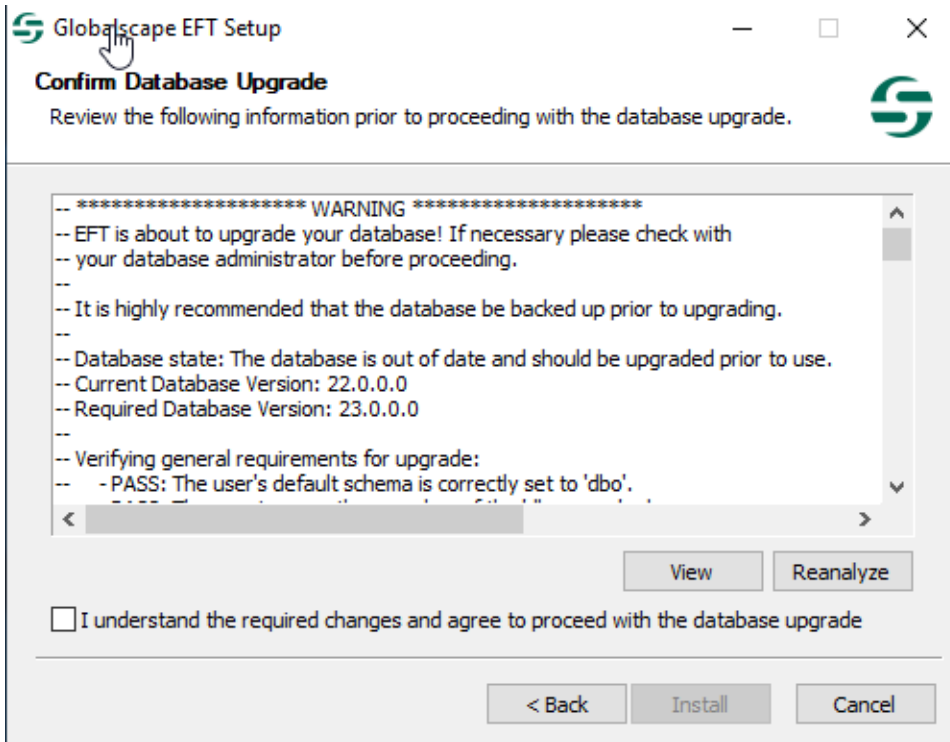 Globalscape EFT Setup
Confirm Database Upgrade
Review the following information prior to proceeding with the database upgrade.
-- ******************** WARNING ********************
-- EFT is about to upgrade your database! If necessary please check with
-- your database administrator before proceeding.
--
-- It is highly recommended that the database be backed up prior to upgrading.
--
-- Database state: The database is out of date and should be upgraded prior to use.
-- Current Database Version: 22.0.0.0
-- Required Database Version: 23.0.0.0
--
-- Verifying general requirements for upgrade:
-- - PASS: The user's default schema is correctly set to 'dbo'.
View
Reanalyze
I understand the required changes and agree to proceed with the database upgrade
< Back
Install
Cancel